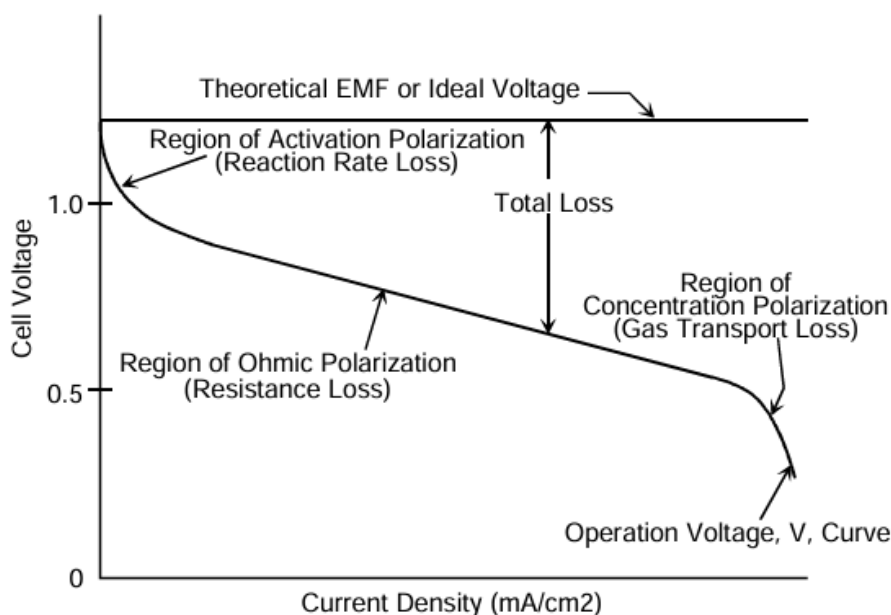 Theoretical EMF or Ideal Voltage
Region of Activation Polarization
(Reaction Rate Loss)
1.0
Total Loss
Cell Voltage
Region of
Concentration Polarization
(Gas Transport Loss)
Region of Ohmic Polarization
(Resistance Loss)
0.5
Operation Voltage, V, Curve
0
Current Density (mA/cm2)